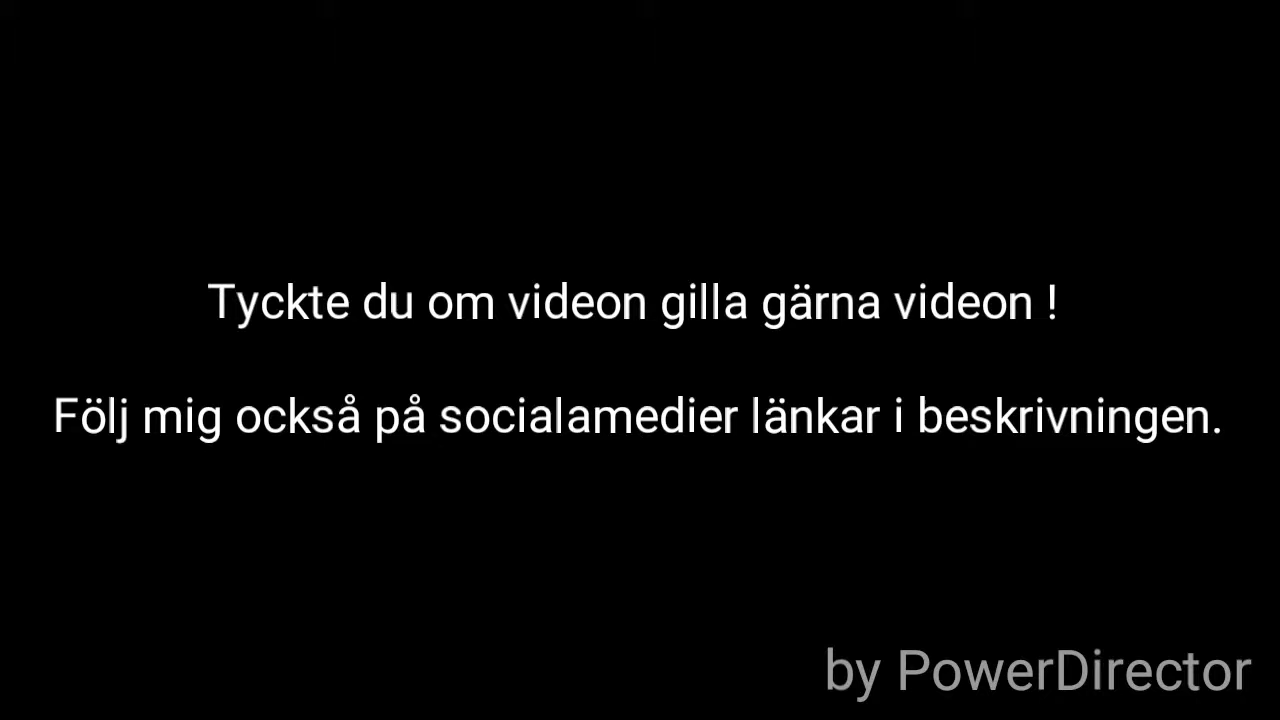 Tyckte du om videon gilla gärna videon !
Följ mig också på socialamedier länkar i beskrivningen.
by PowerDirector